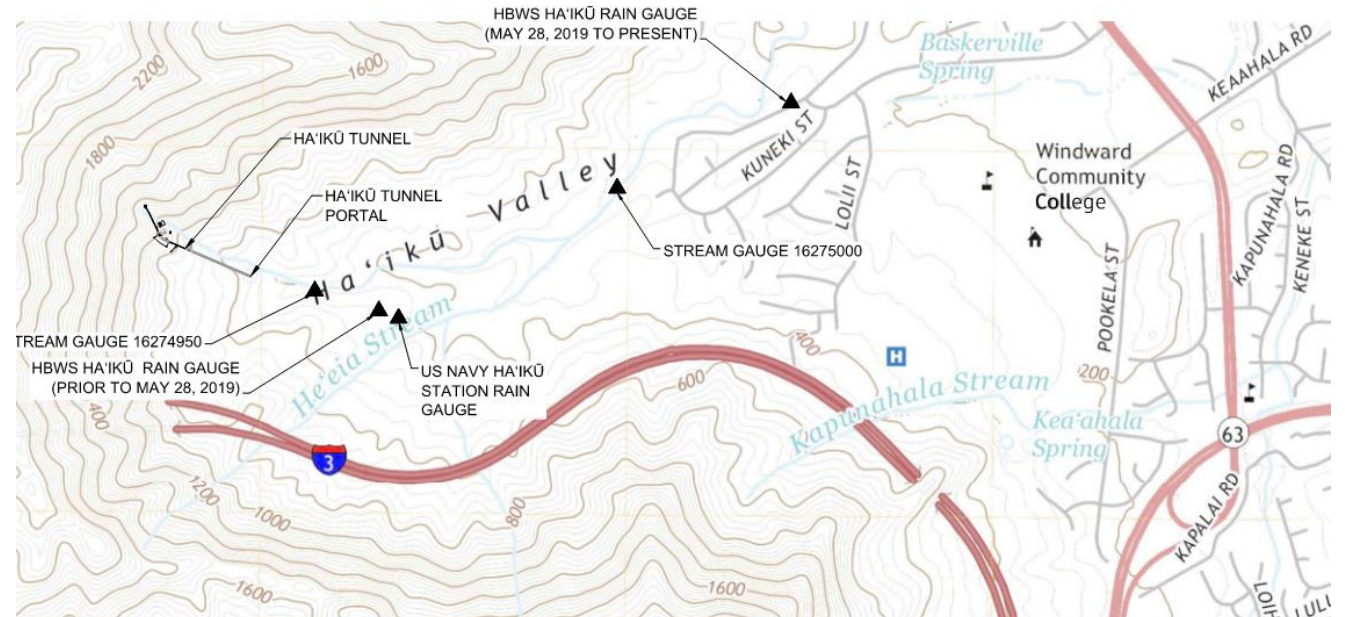 HBWS HA‘IKŪ RAIN GAUGE
(MAY 28, 2019 TO PRESENT)
Baskerville
Spring
KEAAHALA RD
2200
1600
1800
HA‘IKŪ TUNNEL
HA‘IKŪ TUNNEL
PORTAL
Ha‘ikū Valley
KUNEKI ST
LOLII ST
Windward
Community
College
KAPUNAHALA RD
KENEKE ST
POOKELA ST
STREAM GAUGE 16275000
TREAM GAUGE 16274950
HBWS HA‘IKŪ RAIN GAUGE
(PRIOR TO MAY 28, 2019)
He‘eia Stream
US NAVY HA‘IKŪ
STATION RAIN
GAUGE
400
600
400
H
200
Kapunahala Stream
Kea‘ahala
Spring
63
3
1200
1000
800
1600
1600
KAPALAI RD
LOIH
LULU